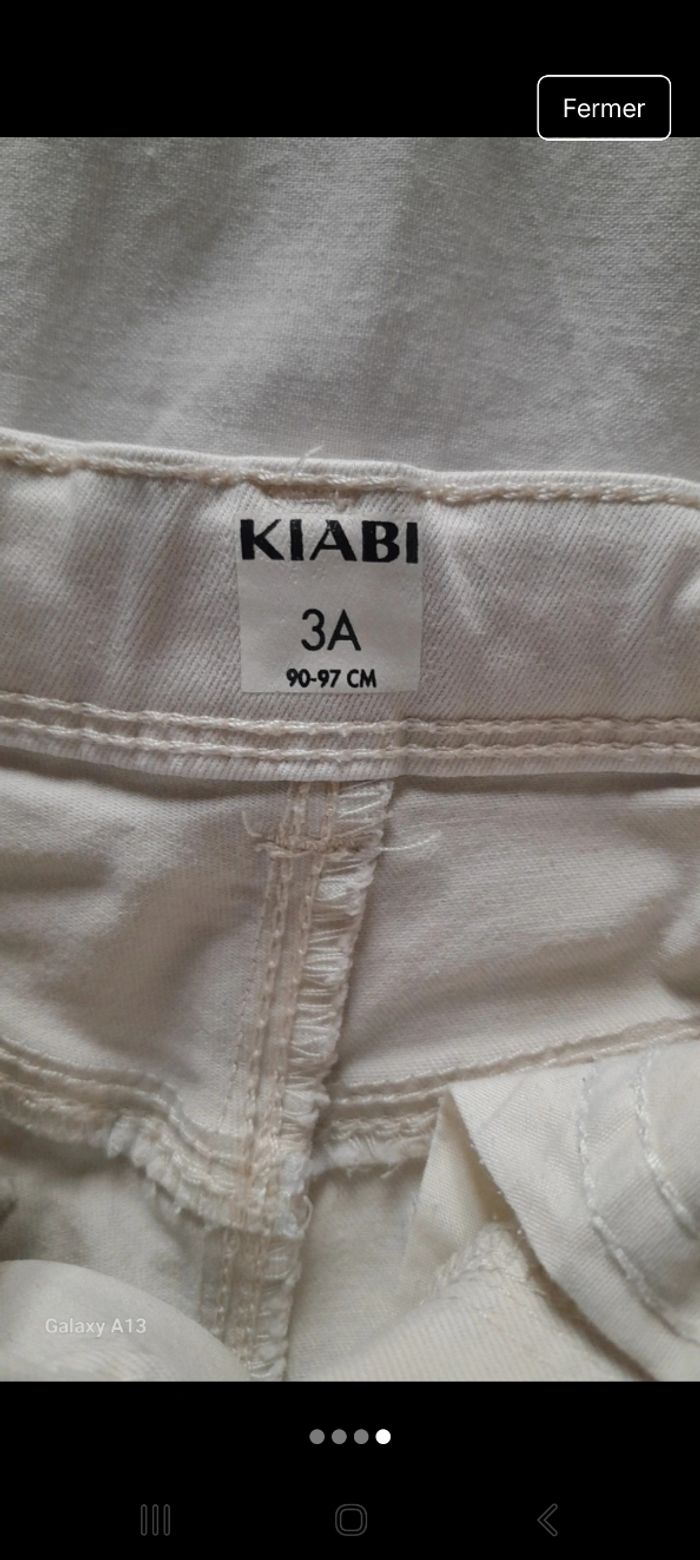 Fermer
KIABI
3A
90-97 CM
Galaxy A13